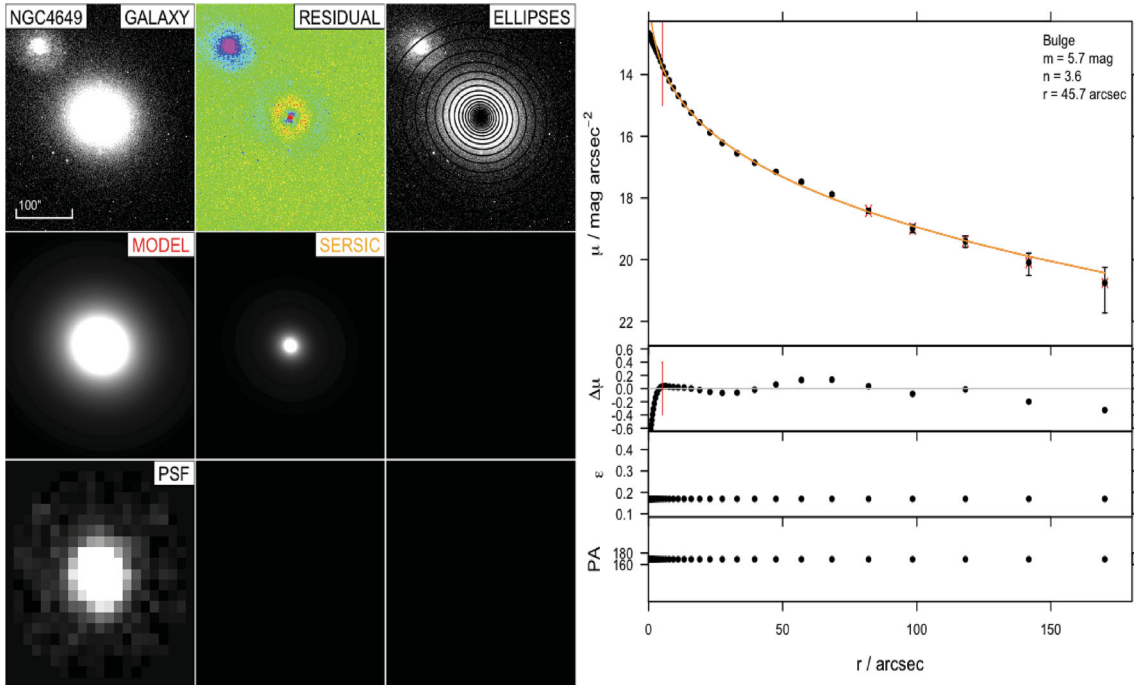 NGC4649 GALAXY RESIDUAL ELLIPSES
100"
MODEL SERSIC
PSF
Bulge
m = 5.7 mag
n = 3.6
r = 45.7 arcsec
μ / mag arcsec⁻²
14
16
18
20
22
Δμ
0.6
0.4
0.2
0.0
-0.2
-0.4
-0.6
ε
0.4
0.3
0.2
0.1
PA
180
160
0 50 100 150
r / arcsec